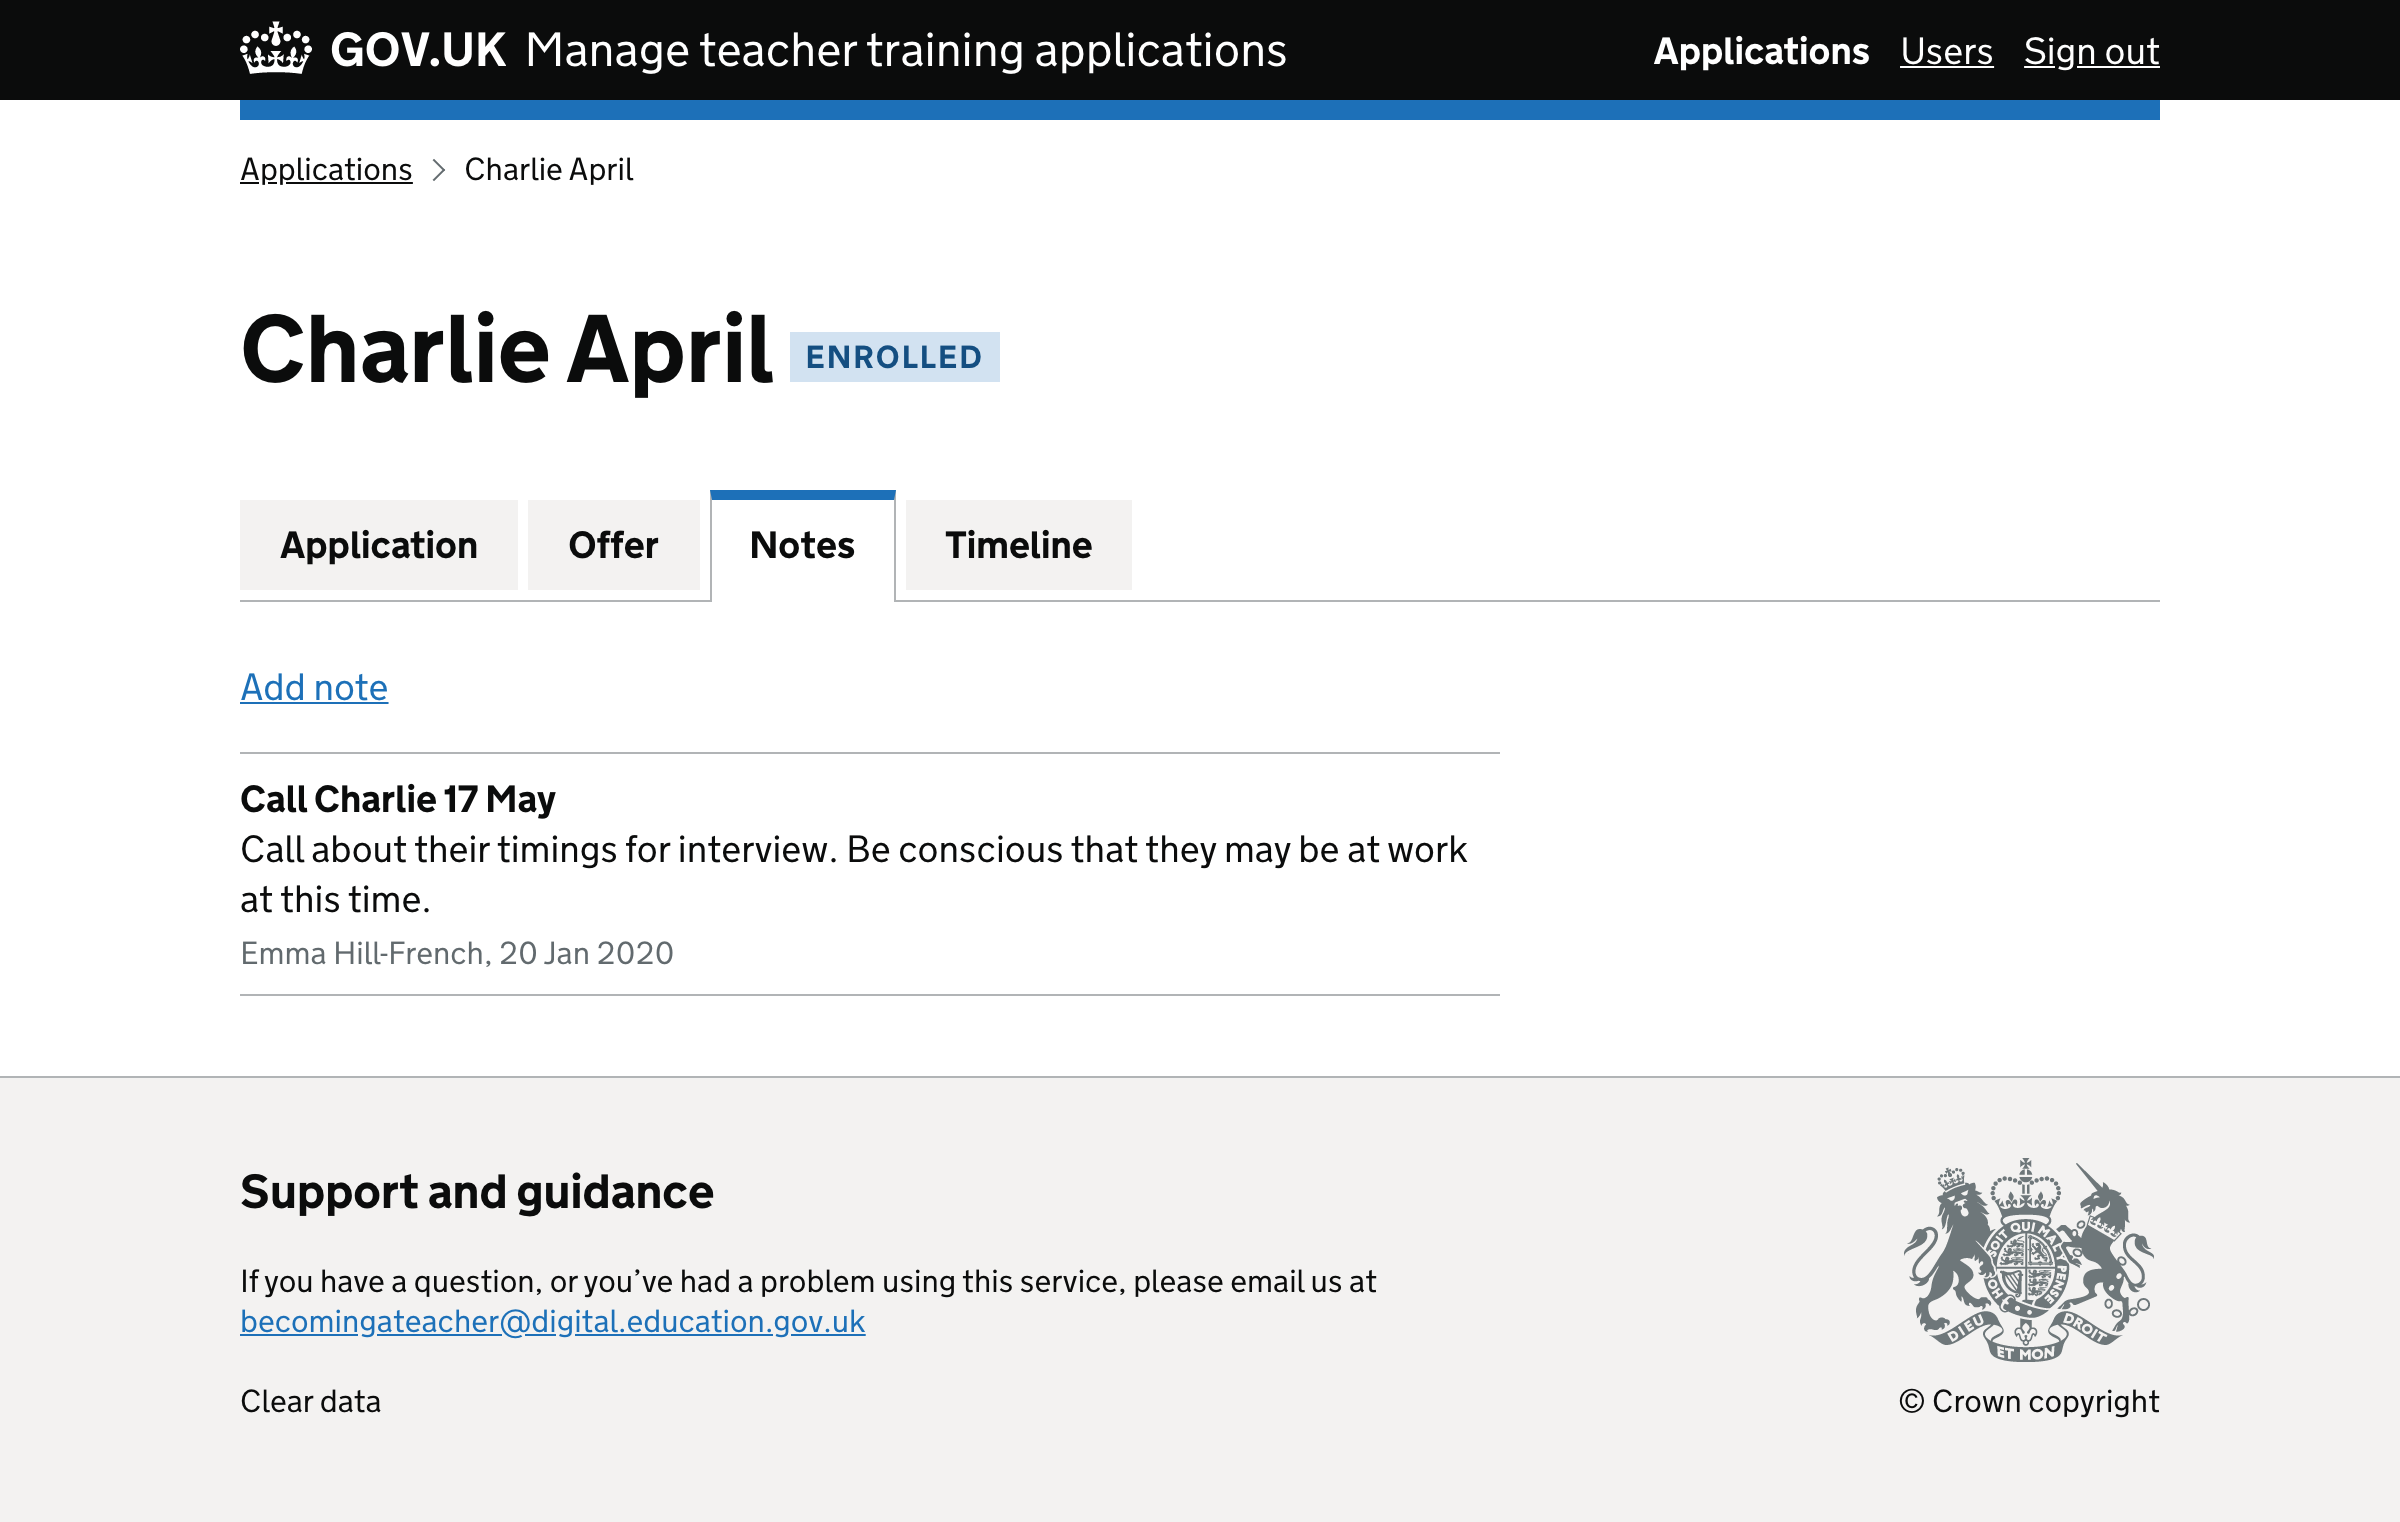 GOV.UK Manage teacher training applications
Applications Users Sign out
Applications Charlie April
Charlie April ENROLLED
Application Offer Notes Timeline
Add note
Call Charlie 17 May
Call about their timings for interview. Be conscious that they may be at work
at this time.
Emma Hill-French, 20 Jan 2020
Support and guidance
If you have a question, or you’ve had a problem using this service, please email us at
becomingateacher@digital.education.gov.uk
SOIT QUI MAL Y PENSE
DIEU ET MON DROIT
Clear data
© Crown copyright